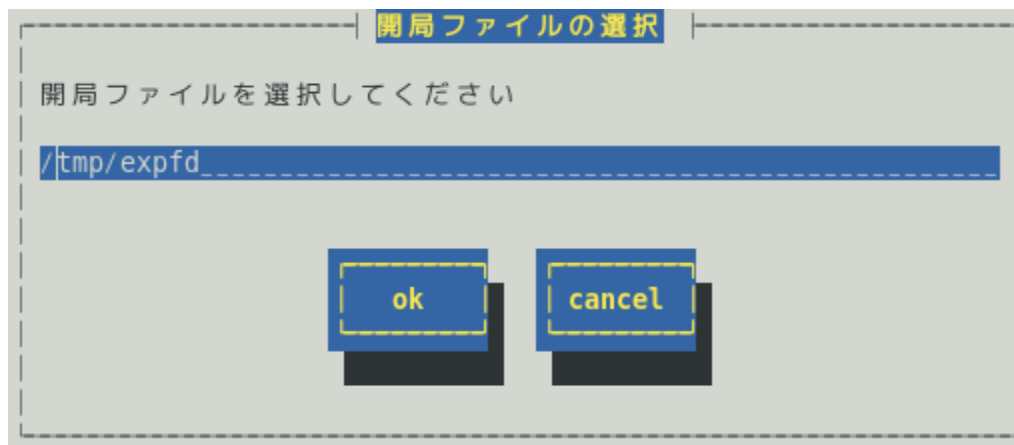 開局ファイルの選択
開局ファイルを選択してください
/tmp/expfd__________________________________________________
ok cancel